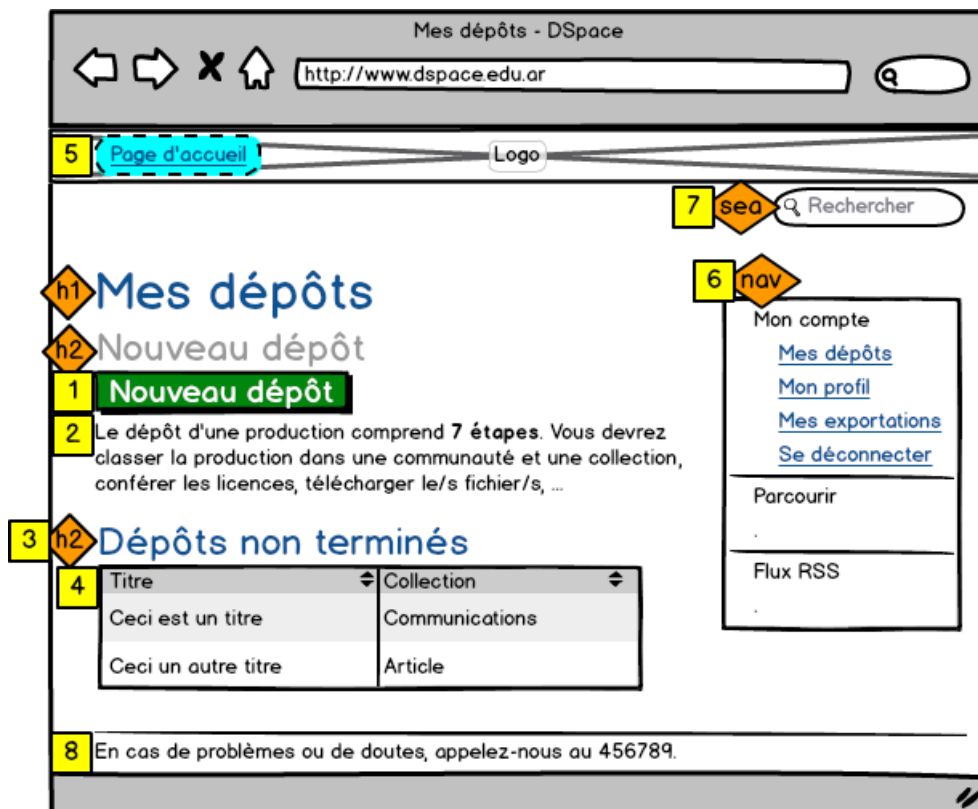 Mes dépôts - DSpace
http://www.dspace.edu.ar
5 Page d'accueil
Logo
7 sea Rechercher
h1 Mes dépôts
h2 Nouveau dépôt
1 Nouveau dépôt
2 Le dépôt d'une production comprend 7 étapes. Vous devrez
classer la production dans une communauté et une collection,
conférer les licences, télécharger le/s fichier/s, ...
3 h2 Dépôts non terminés
4 Titre Collection
Ceci est un titre Communications
Ceci un autre titre Article
6 nav
Mon compte
Mes dépôts
Mon profil
Mes exportations
Se déconnecter
Parcourir
.
Flux RSS
.
8 En cas de problèmes ou de doutes, appelez-nous au 456789.